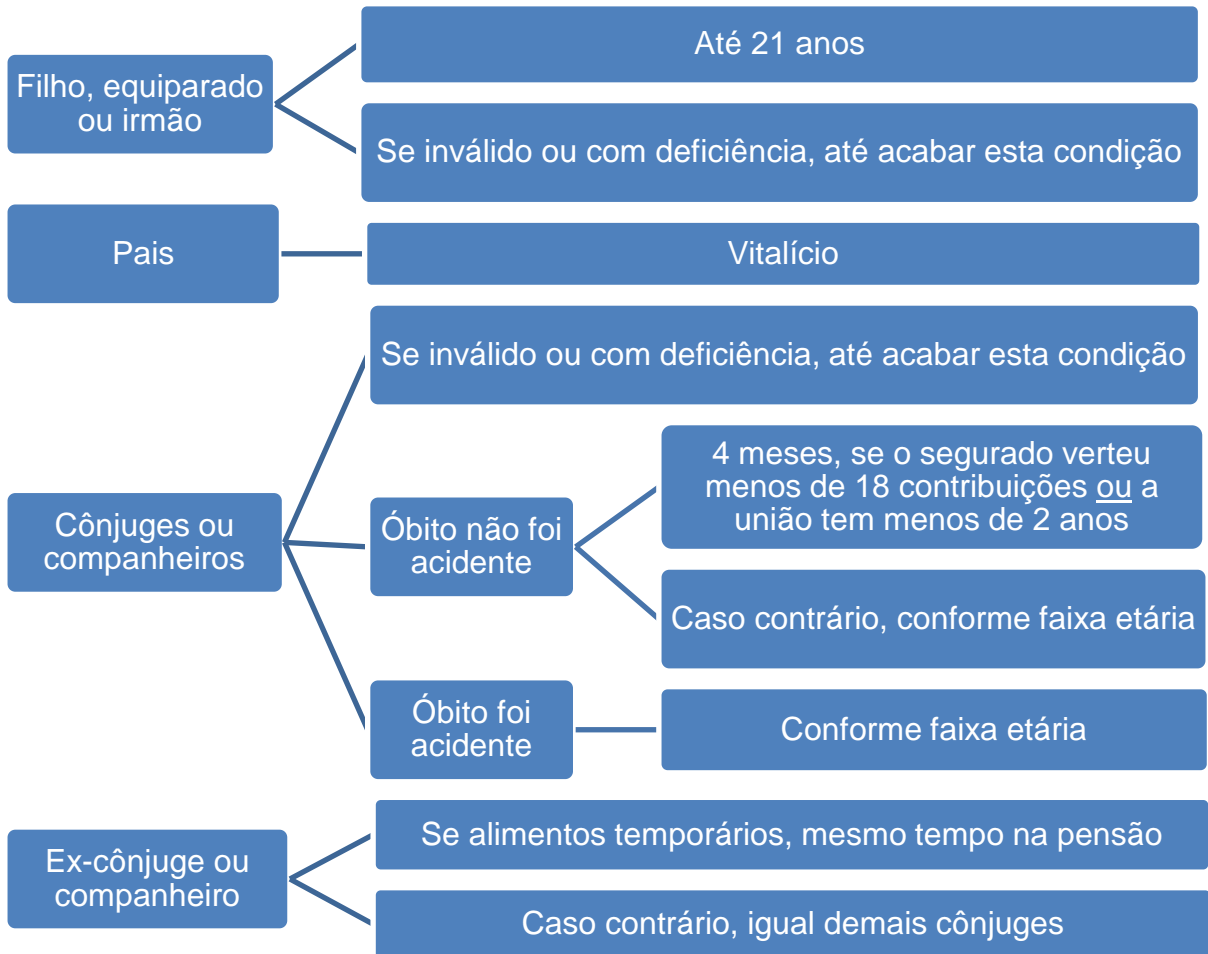 Filho, equiparado
ou irmão
Até 21 anos
Se inválido ou com deficiência, até acabar esta condição
Pais
Vitalício
Cônjuges ou
companheiros
Se inválido ou com deficiência, até acabar esta condição
Óbito não foi
acidente
4 meses, se o segurado verteu
menos de 18 contribuições ou a
união tem menos de 2 anos
Caso contrário, conforme faixa etária
Óbito foi
acidente
Conforme faixa etária
Ex-cônjuge ou
companheiro
Se alimentos temporários, mesmo tempo na pensão
Caso contrário, igual demais cônjuges